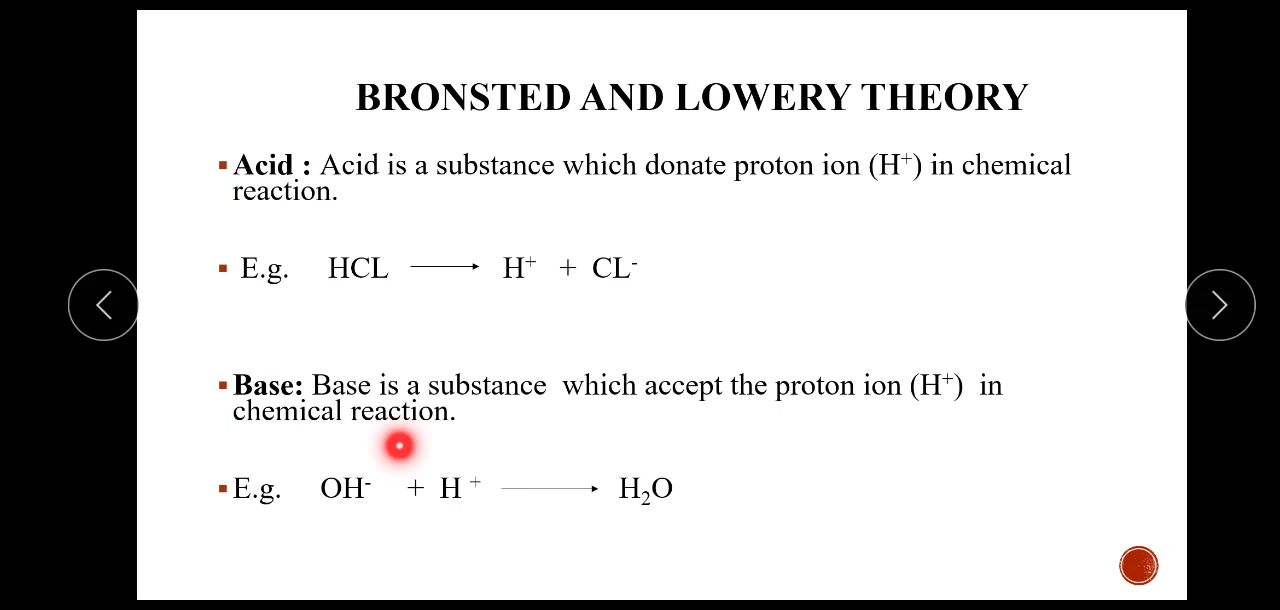 BRONSTED AND LOWERY THEORY
Acid : Acid is a substance which donate proton ion (H⁺) in chemical
reaction.
E.g. HCL ⟶ H⁺ + CL⁻
Base: Base is a substance which accept the proton ion (H⁺) in
chemical reaction.
E.g. OH⁻ + H ⁺ ⟶ H₂O